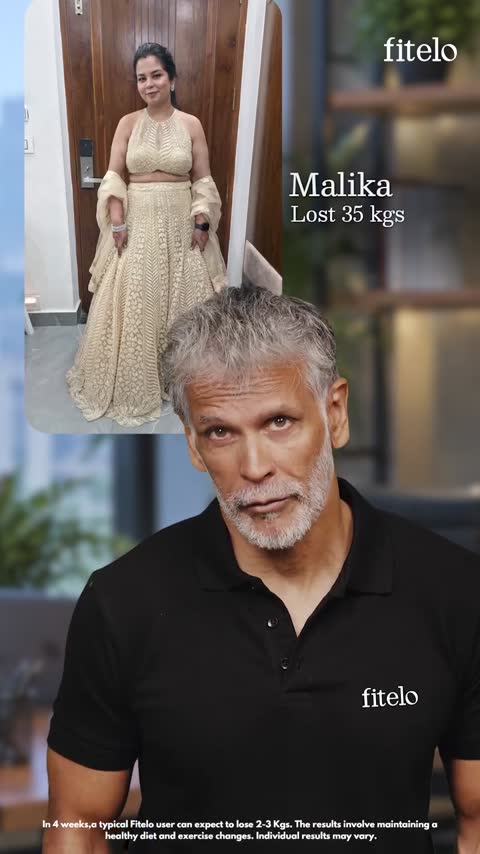 fitelo
Malika
Lost 35 kgs
fitelo
In 4 weeks,a typical Fitelo user can expect to lose 2-3 Kgs. The results involve maintaining a
healthy diet and exercise changes. Individual results may vary.